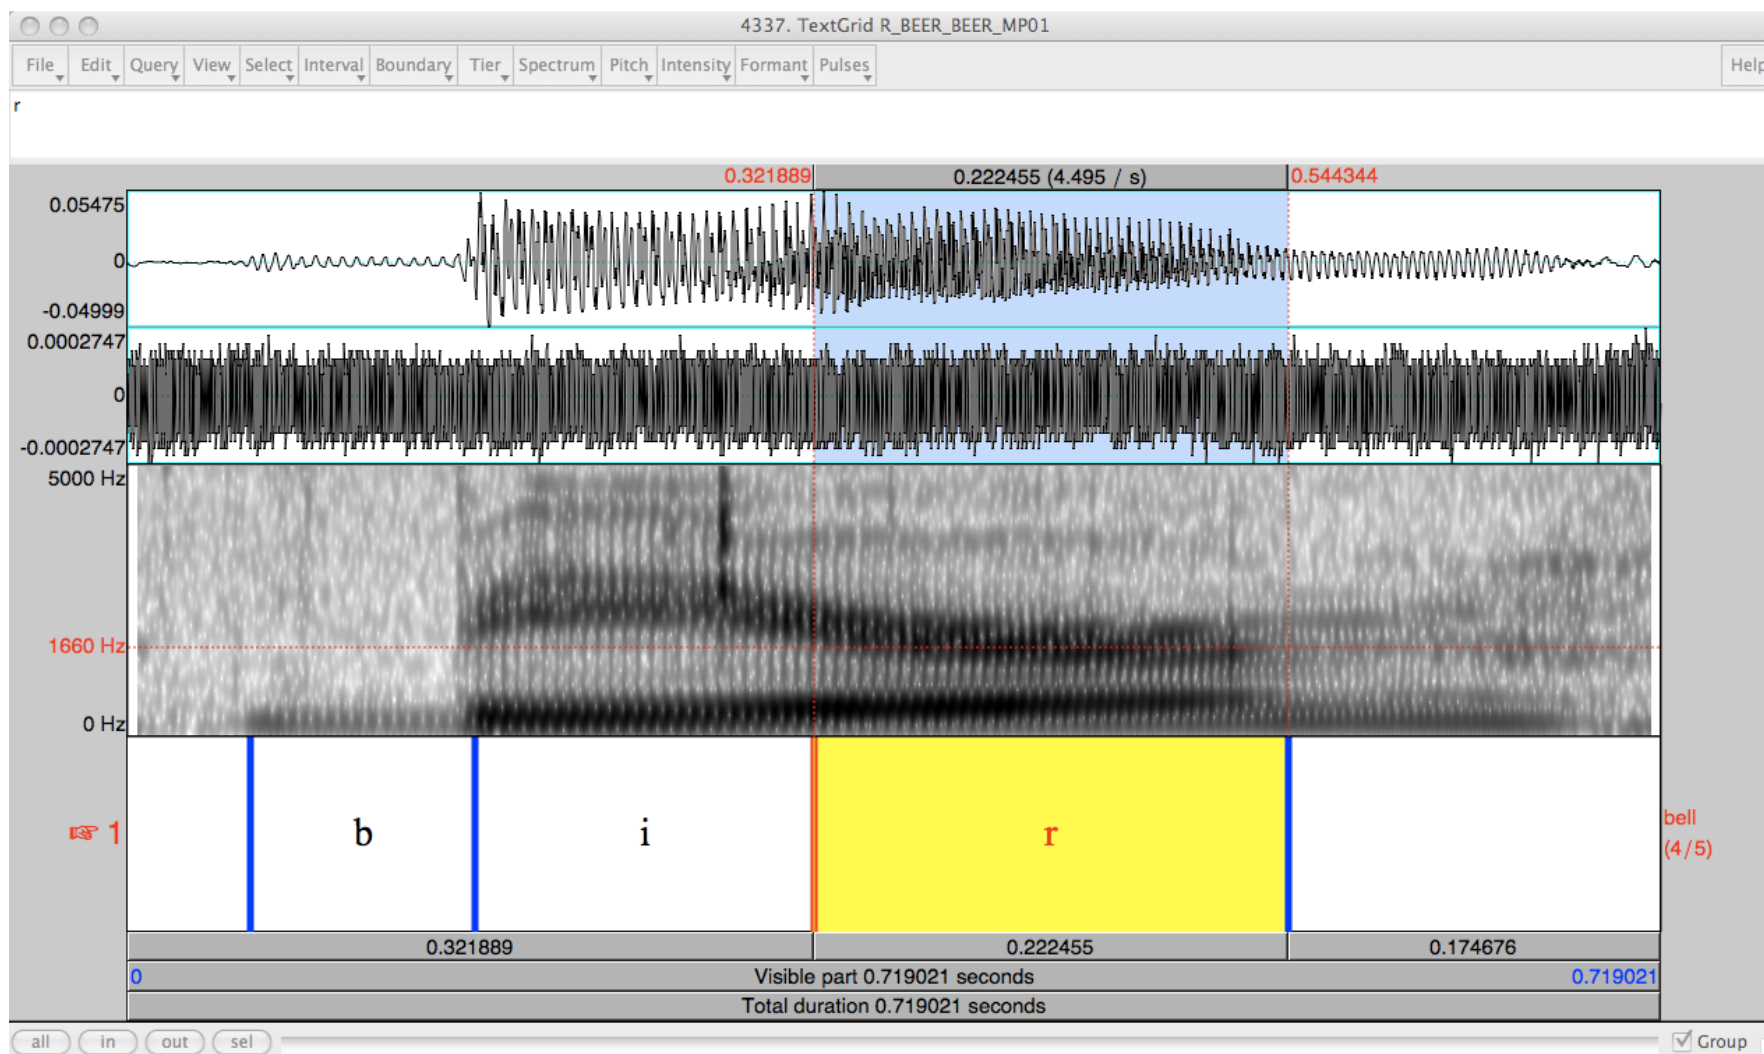 4337. TextGrid R_BEER_BEER_MP01
File Edit Query View Select Interval Boundary Tier Spectrum Pitch Intensity Formant Pulses Help
r
0.321889 0.222455 (4.495 / s) 0.544344
0.05475
0
-0.04999
0.0002747
0
-0.0002747
5000 Hz
1660 Hz
0 Hz
☞ 1 b i r bell
(4/5)
0.321889 0.222455 0.174676
0 Visible part 0.719021 seconds 0.719021
Total duration 0.719021 seconds
all in out sel Group